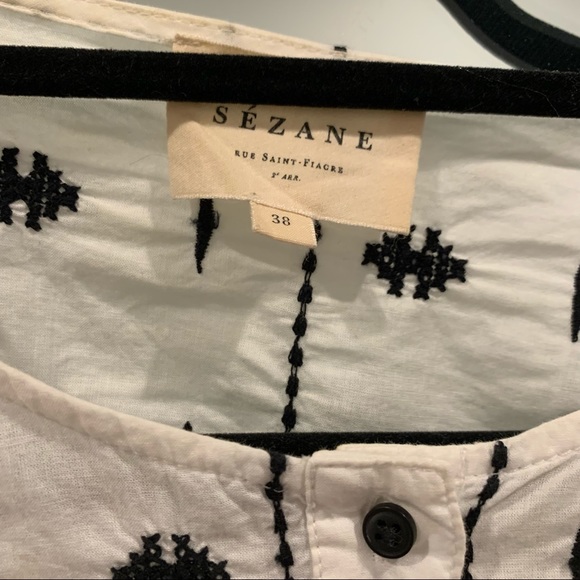 SÉZANE
RUE SAINT-FIACRE
2e ARR.
38